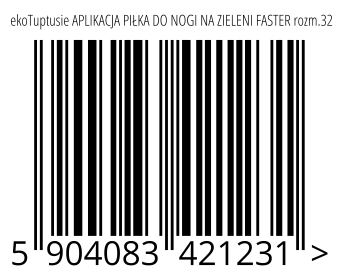 ekoTuptusie APLIKACJA PIŁKA DO NOGI NA ZIELENI FASTER rozm.32
5 904083 421231 >